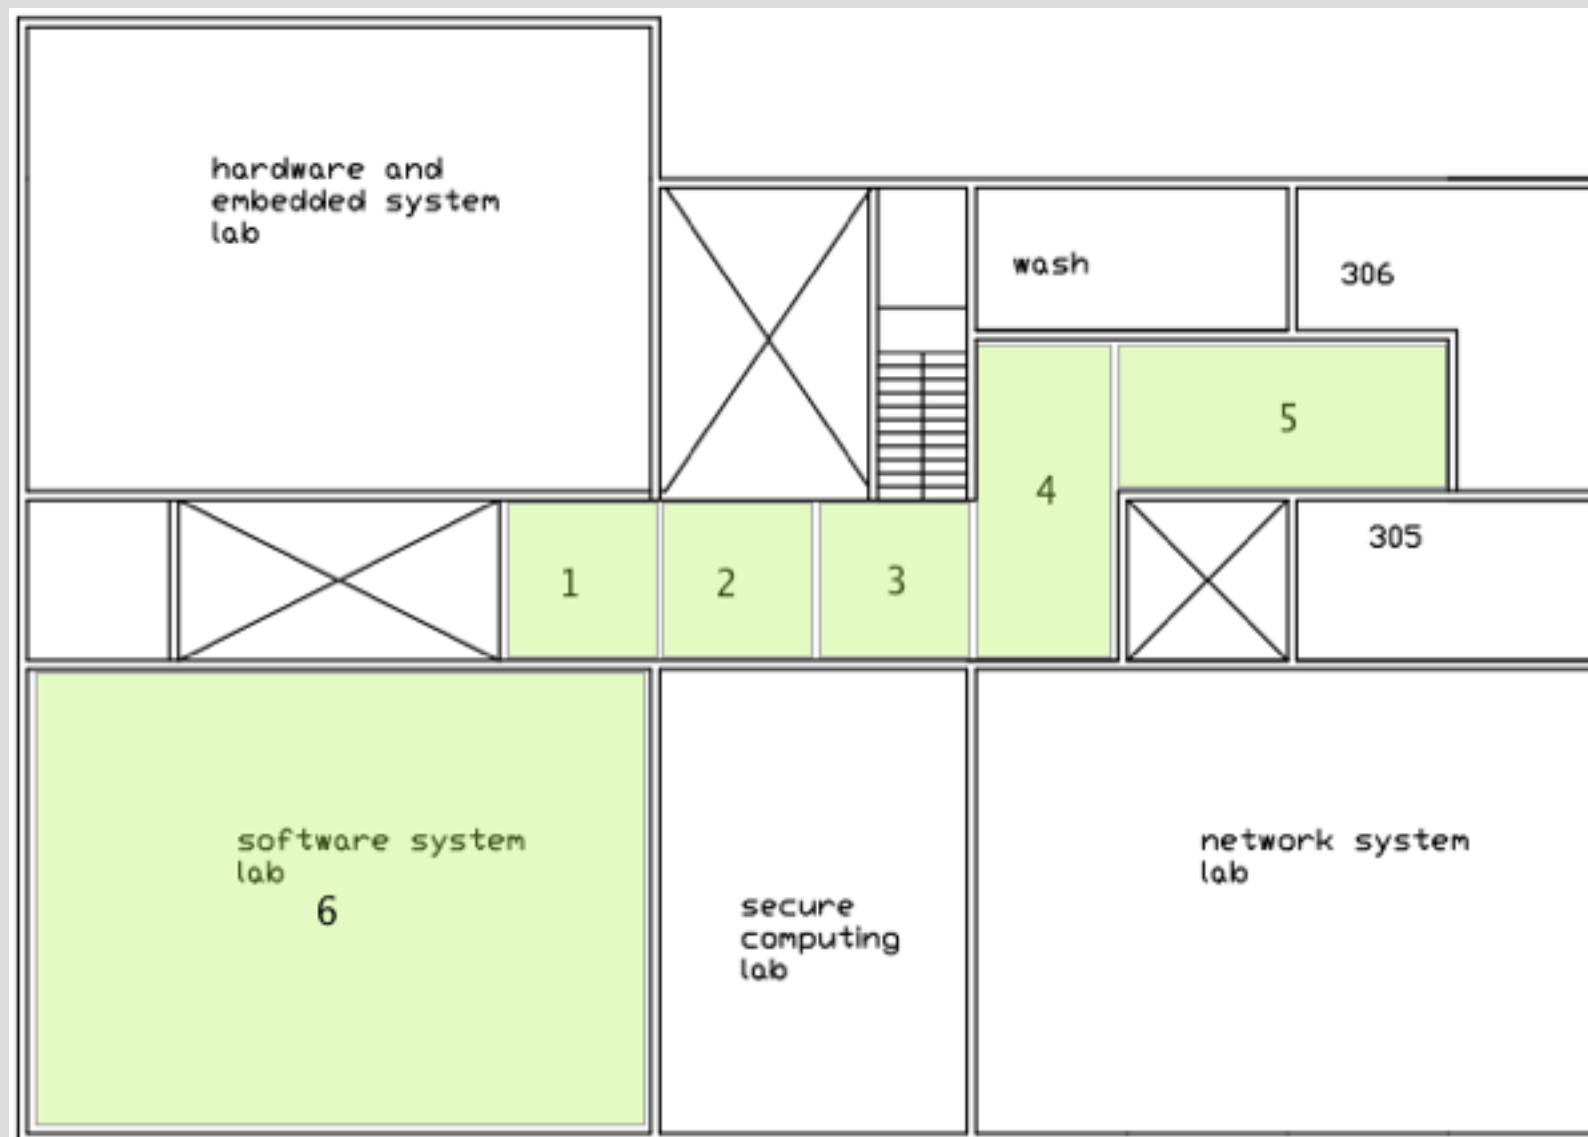 hardware and
embedded system
lab
wash
306
5
4
305
1
2
3
software system
lab
6
secure
computing
lab
network system
lab